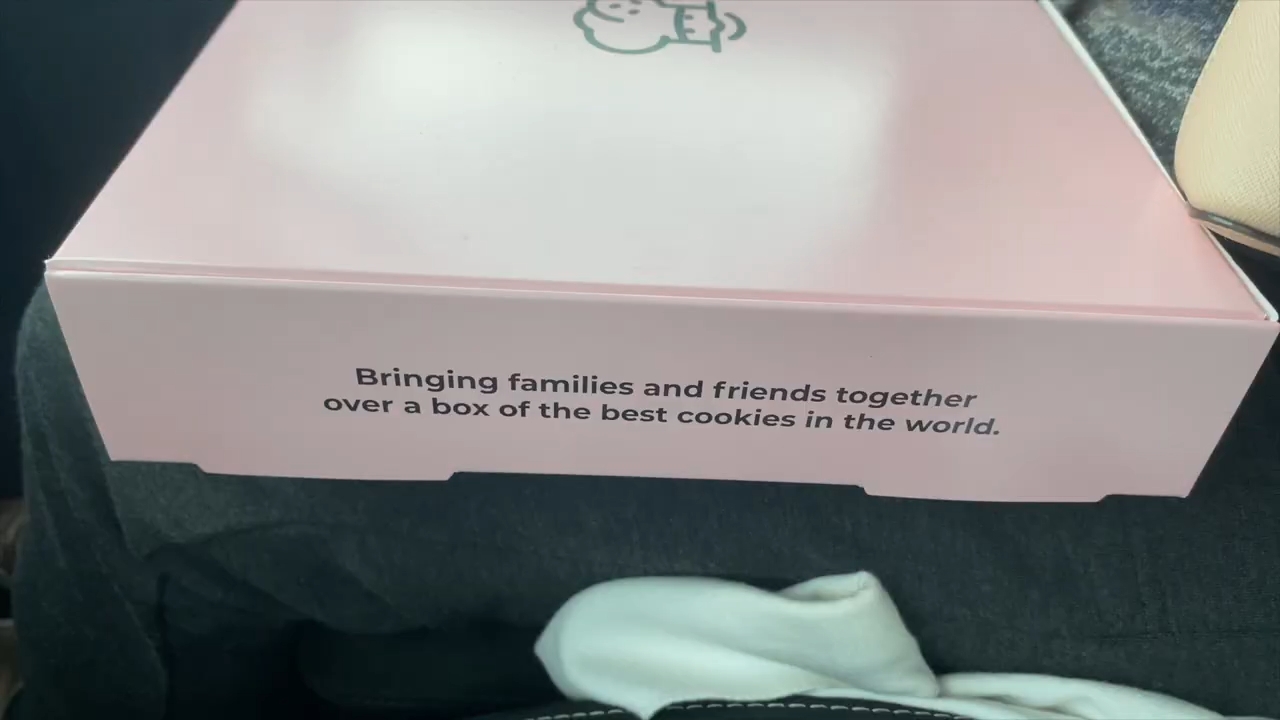 Bringing families and friends together
over a box of the best cookies in the world.